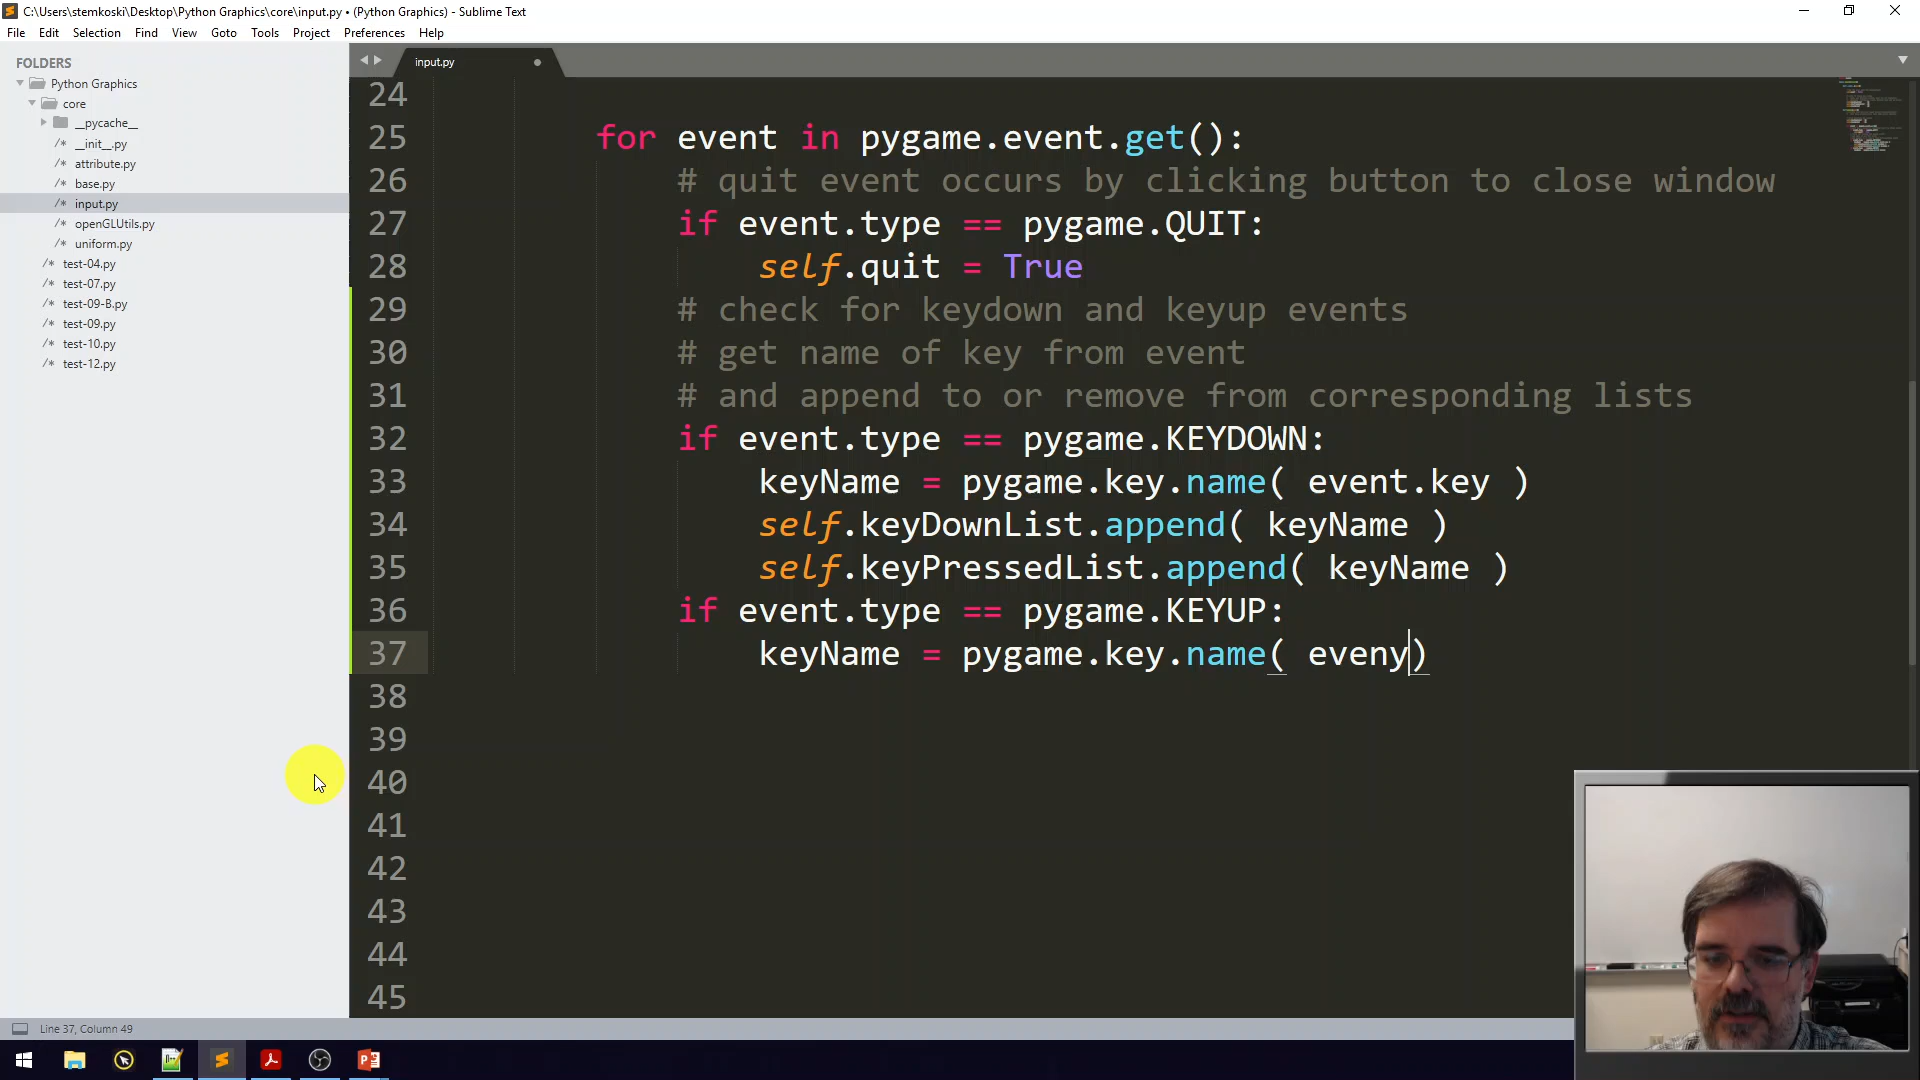 C:\Users\stemkoski\Desktop\Python Graphics\core\input.py • (Python Graphics) - Sublime Text
File Edit Selection Find View Goto Tools Project Preferences Help
FOLDERS
Python Graphics
core
__pycache__
/* __init__.py
/* attribute.py
/* base.py
/* input.py
/* openGLUtils.py
/* uniform.py
/* test-04.py
/* test-07.py
/* test-09-B.py
/* test-09.py
/* test-10.py
/* test-12.py
input.py
24
25 for event in pygame.event.get():
26 # quit event occurs by clicking button to close window
27 if event.type == pygame.QUIT:
28 self.quit = True
29 # check for keydown and keyup events
30 # get name of key from event
31 # and append to or remove from corresponding lists
32 if event.type == pygame.KEYDOWN:
33 keyName = pygame.key.name( event.key )
34 self.keyDownList.append( keyName )
35 self.keyPressedList.append( keyName )
36 if event.type == pygame.KEYUP:
37 keyName = pygame.key.name( eveny)
38
39
40
41
42
43
44
45
Line 37, Column 49